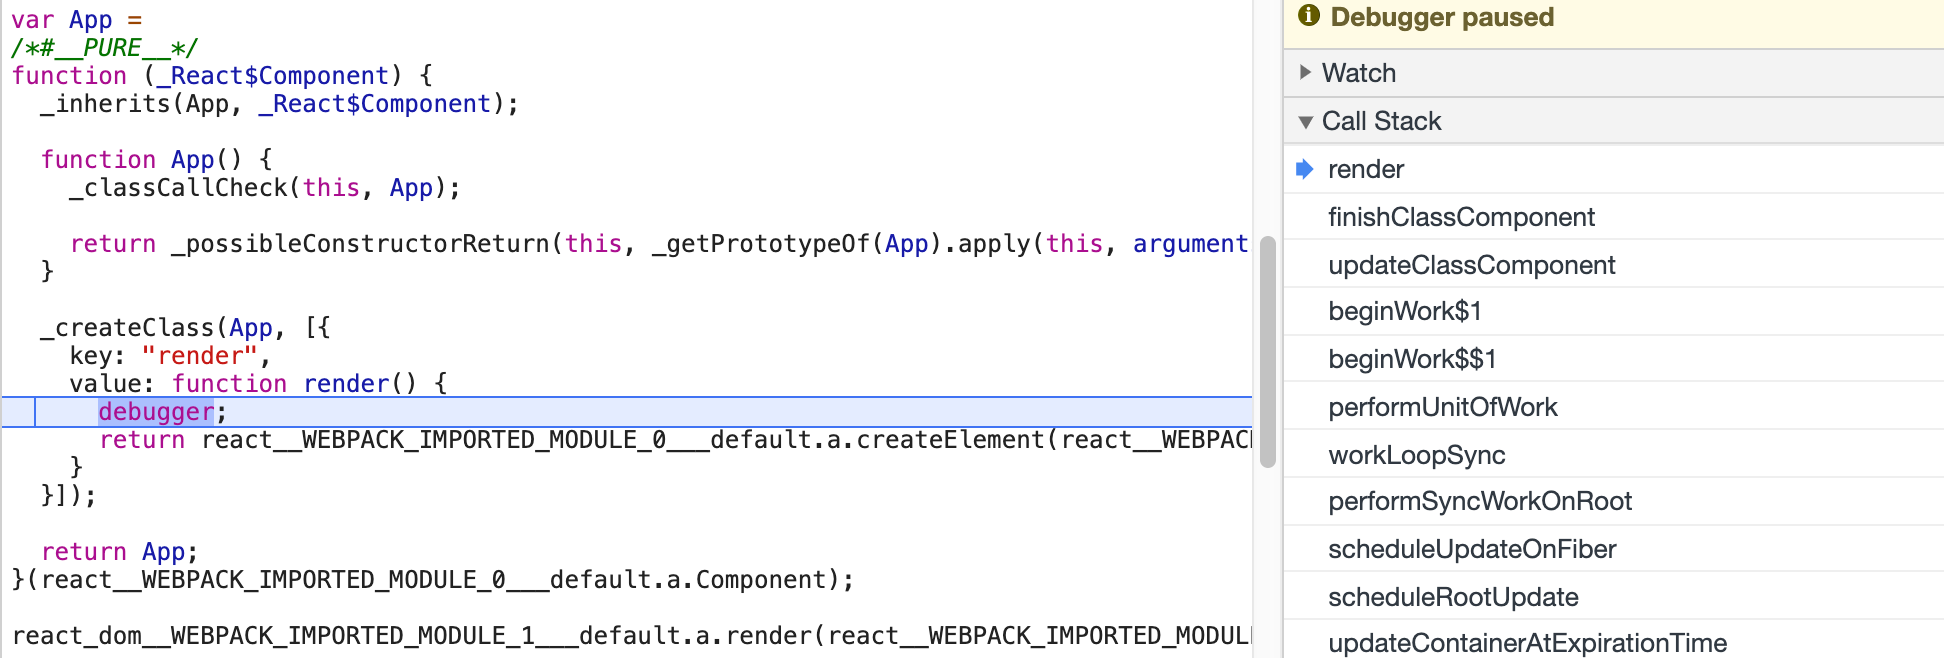 var App =
/*#__PURE__*/
function (_React$Component) {
  _inherits(App, _React$Component);
  function App() {
    _classCallCheck(this, App);
    return _possibleConstructorReturn(this, _getPrototypeOf(App).apply(this, argument
  }
  _createClass(App, [{
    key: "render",
    value: function render() {
      debugger;
      return react__WEBPACK_IMPORTED_MODULE_0___default.a.createElement(react__WEBPACK
    }
  }]);
  return App;
}(react__WEBPACK_IMPORTED_MODULE_0___default.a.Component);
react_dom__WEBPACK_IMPORTED_MODULE_1___default.a.render(react__WEBPACK_IMPORTED_MODUL
Debugger paused
Watch
Call Stack
render
finishClassComponent
updateClassComponent
beginWork$1
beginWork$$1
performUnitOfWork
workLoopSync
performSyncWorkOnRoot
scheduleUpdateOnFiber
scheduleRootUpdate
updateContainerAtExpirationTime